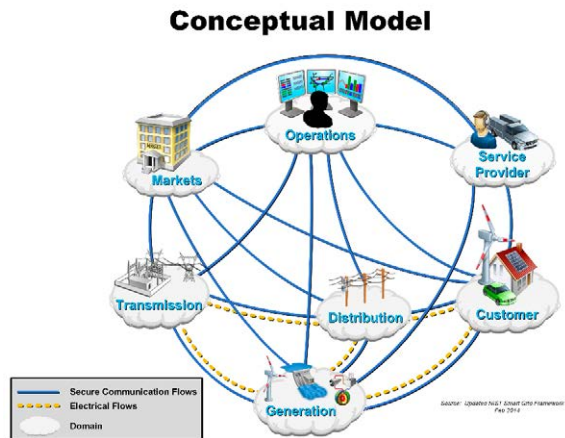 Conceptual Model
Operations
Markets
Service
Provider
Transmission
Distribution
Customer
Generation
Secure Communication Flows
Electrical Flows
Domain
Source: Updated NIST Smart Grid Framework
Feb 2014